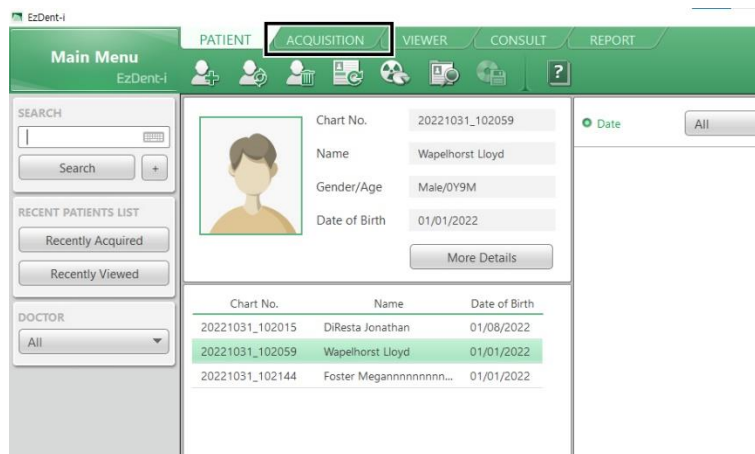 EzDent-i
Main Menu
EzDent-i
PATIENT
ACQUISITION
VIEWER
CONSULT
REPORT
?
SEARCH
Search
+
RECENT PATIENTS LIST
Recently Acquired
Recently Viewed
DOCTOR
All
Chart No. 20221031_102059
Name Wapelhorst Lloyd
Gender/Age Male/0Y9M
Date of Birth 01/01/2022
More Details
Chart No. Name Date of Birth
20221031_102015 DiResta Jonathan 01/08/2022
20221031_102059 Wapelhorst Lloyd 01/01/2022
20221031_102144 Foster Megannnnnnnnn... 01/01/2022
Date All